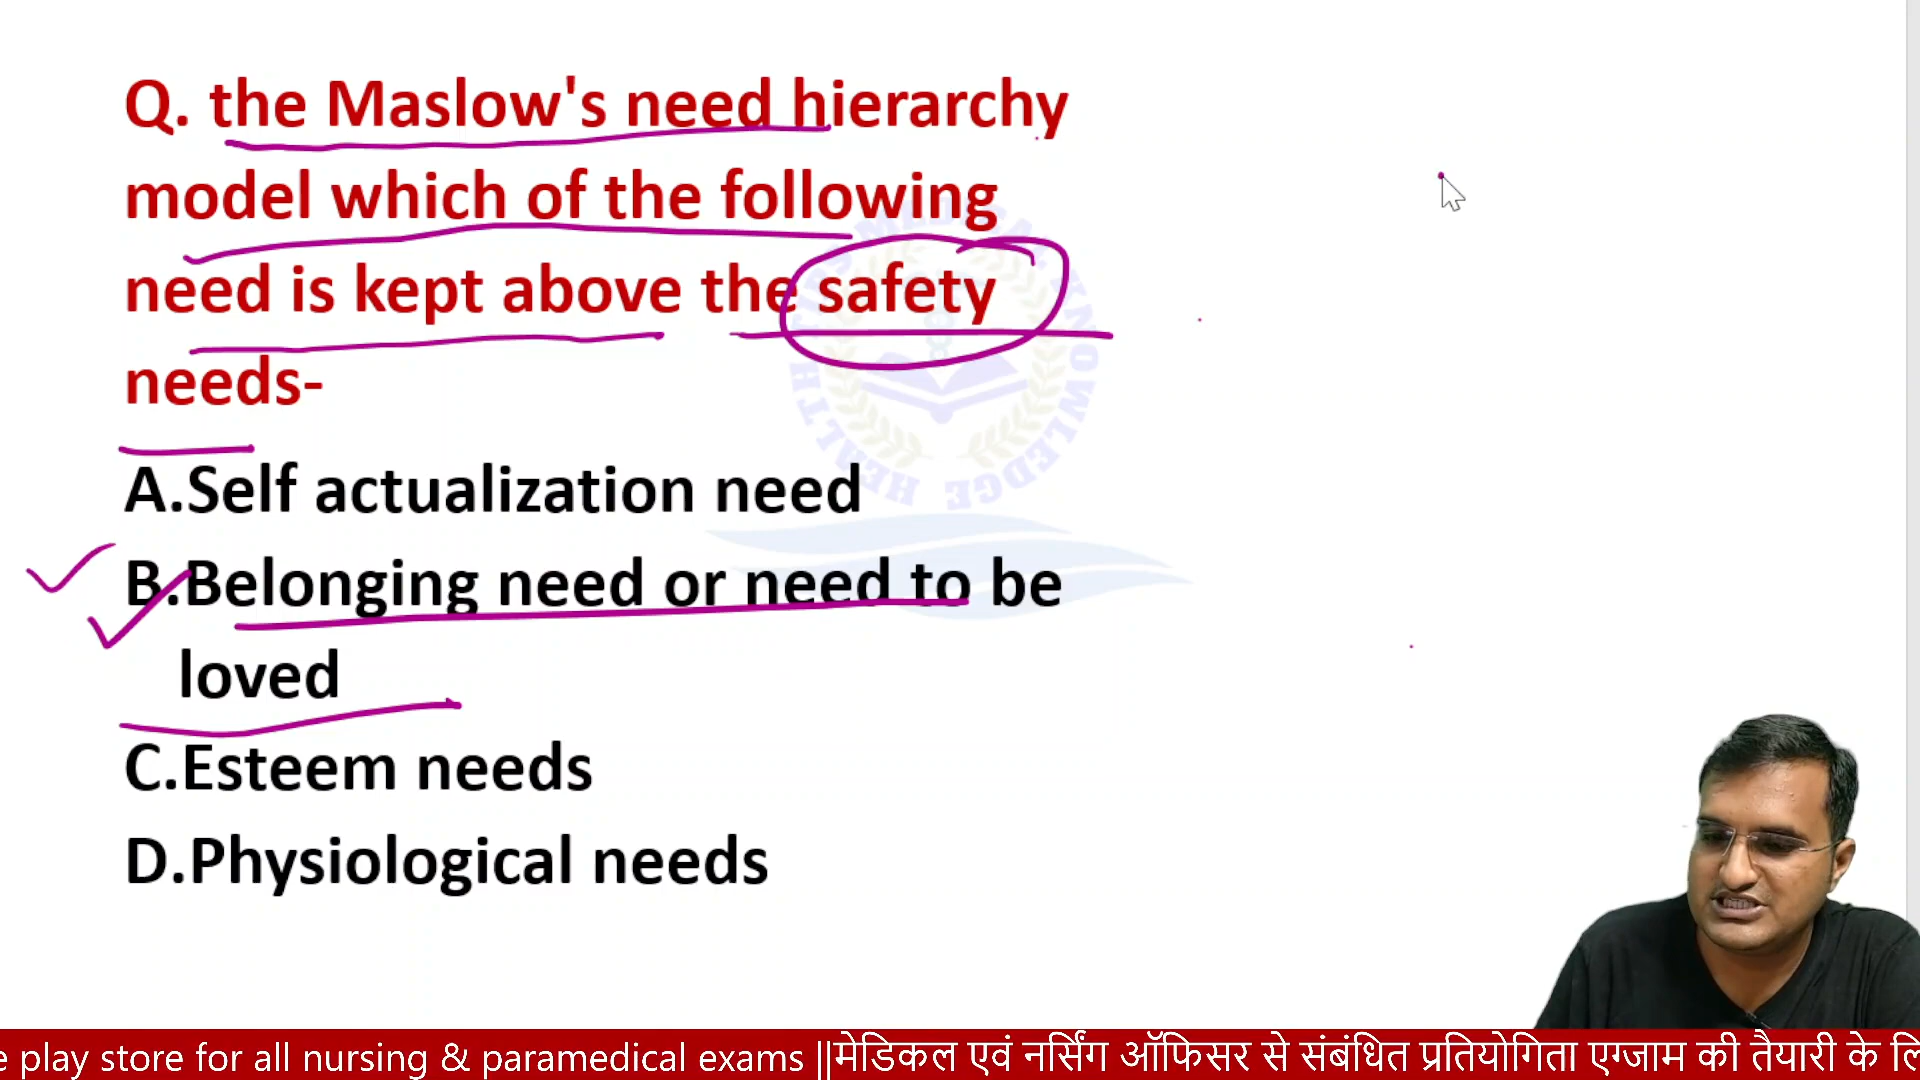 Q. the Maslow's need hierarchy
model which of the following
need is kept above the safety
needs-
A.Self actualization need
B.Belonging need or need to be
loved
C.Esteem needs
D.Physiological needs
play store for all nursing & paramedical exams ||मेडिकल एवं नर्सिंग ऑफिसर से संबंधित प्रतियोगिता एग्जाम की तैयारी के